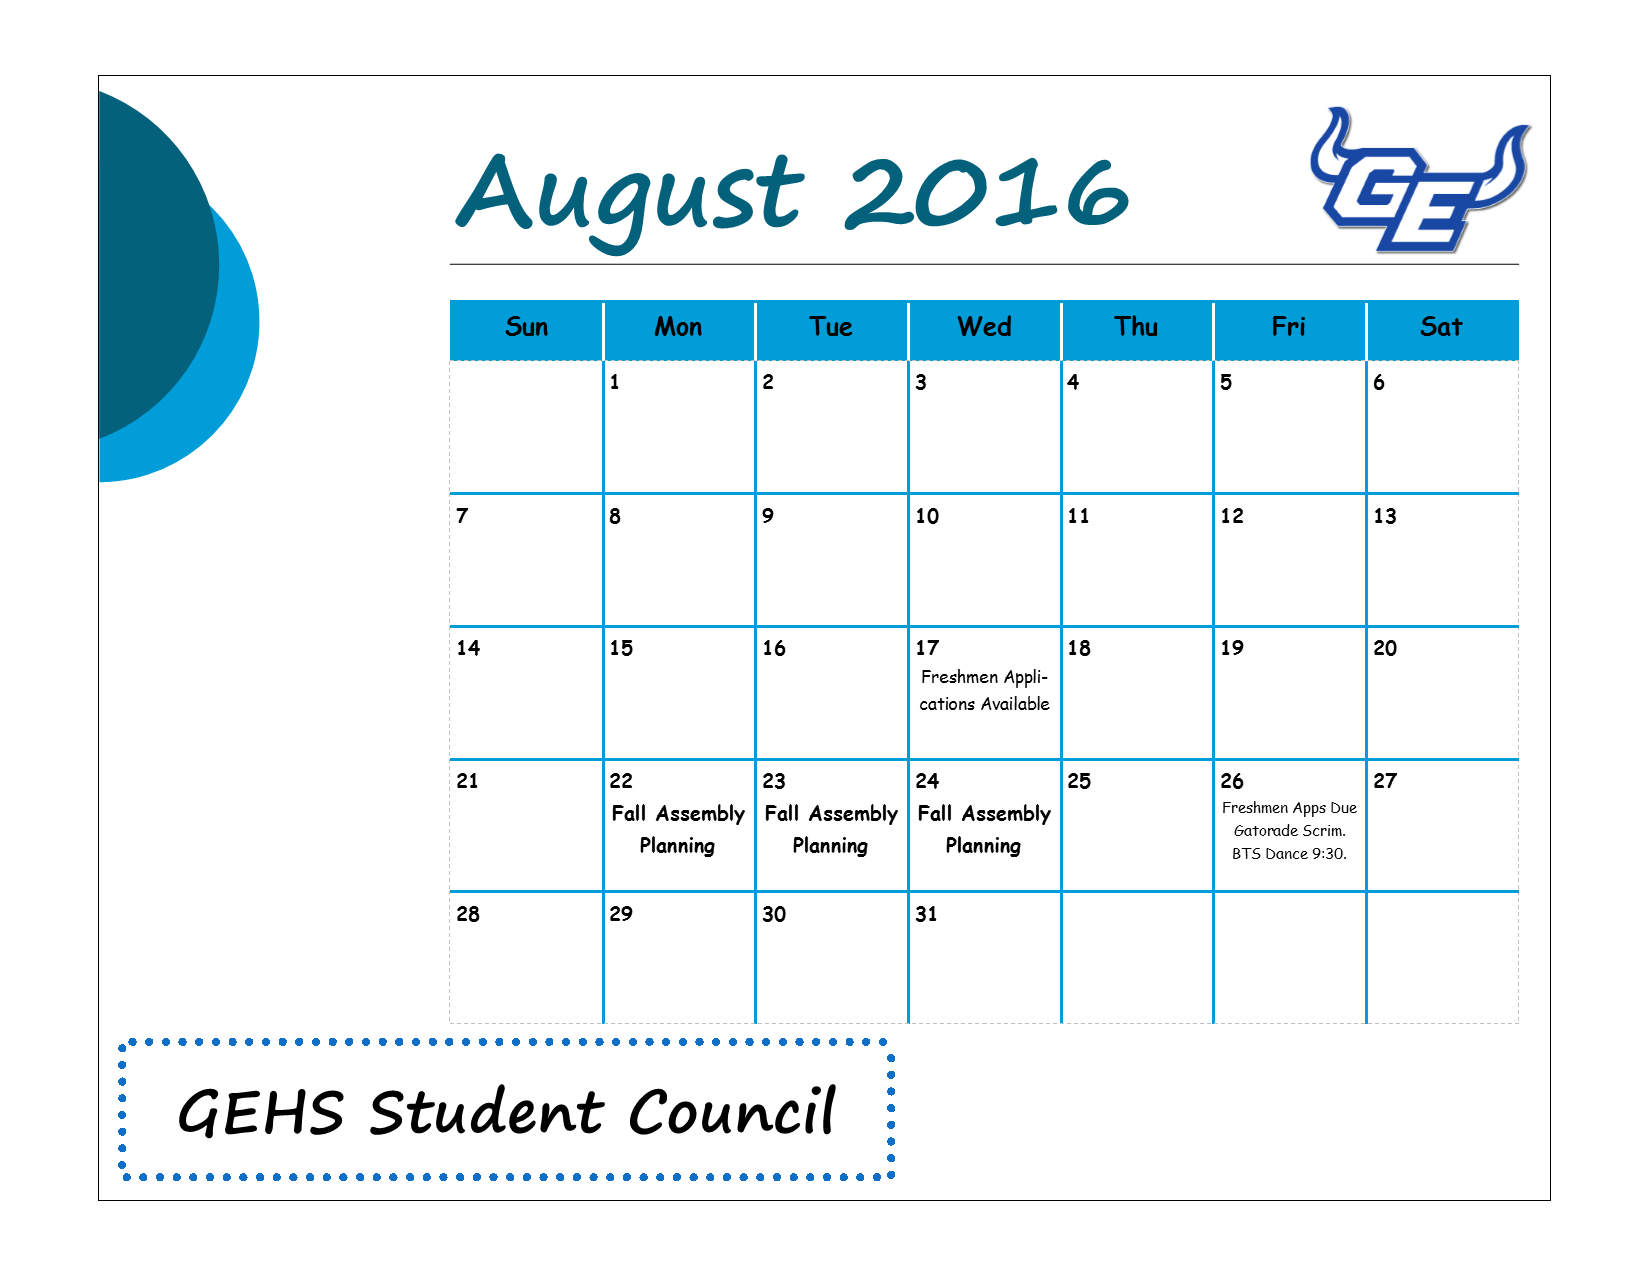 August 2016
GE
Sun Mon Tue Wed Thu Fri Sat
1 2 3 4 5 6
7 8 9 10 11 12 13
14 15 16 17 18 19 20
Freshmen Appli-
cations Available
21 22 23 24 25 26 27
Fall Assembly
Planning
Fall Assembly
Planning
Fall Assembly
Planning
Freshmen Apps Due
Gatorade Scrim.
BTS Dance 9:30.
28 29 30 31
GEHS Student Council